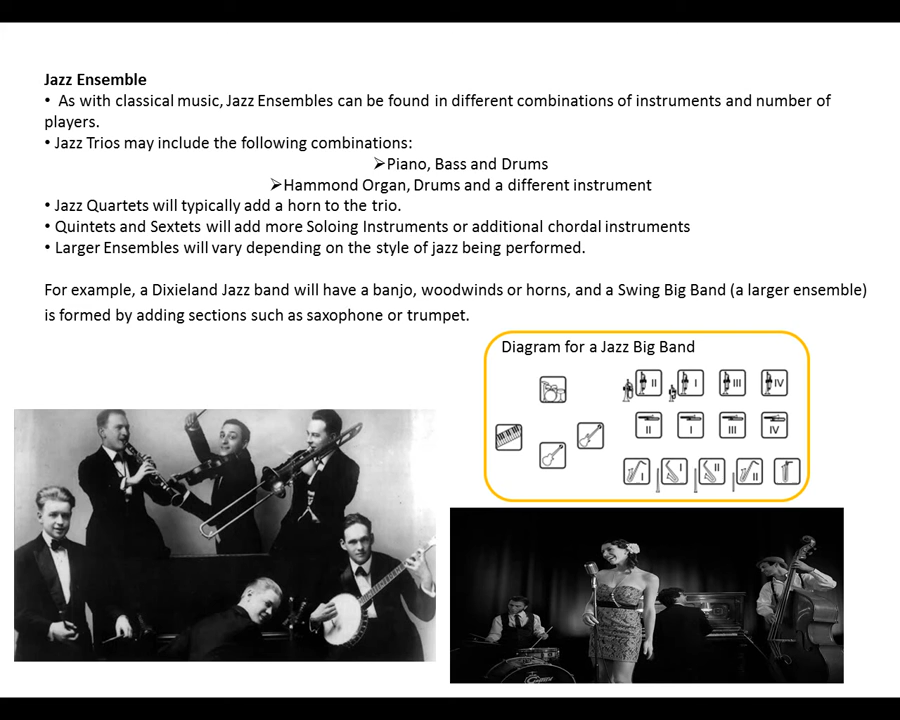 Jazz Ensemble
• As with classical music, Jazz Ensembles can be found in different combinations of instruments and number of
players.
• Jazz Trios may include the following combinations:
➢Piano, Bass and Drums
➢Hammond Organ, Drums and a different instrument
• Jazz Quartets will typically add a horn to the trio.
• Quintets and Sextets will add more Soloing Instruments or additional chordal instruments
• Larger Ensembles will vary depending on the style of jazz being performed.
For example, a Dixieland Jazz band will have a banjo, woodwinds or horns, and a Swing Big Band (a larger ensemble)
is formed by adding sections such as saxophone or trumpet.
Diagram for a Jazz Big Band
II I III IV
II I III IV
I I II II